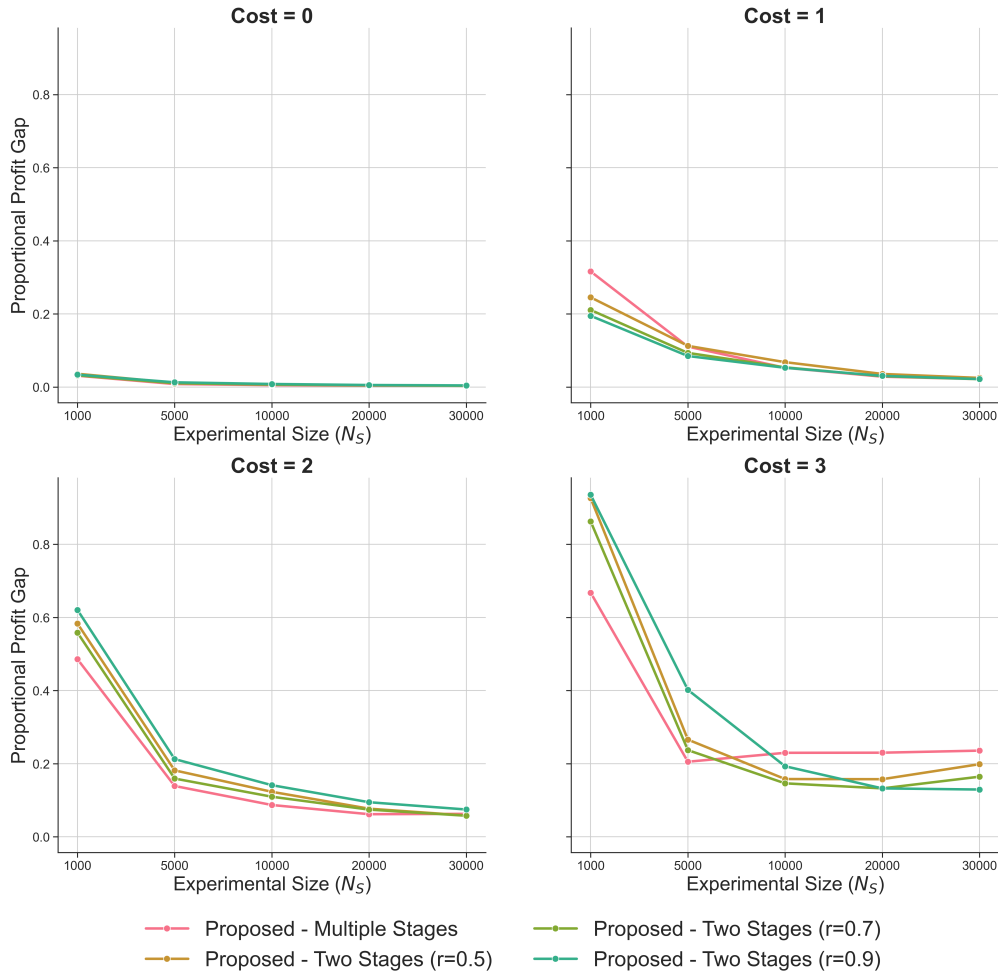 Cost = 0
Cost = 1
Proportional Profit Gap
0.8
0.6
0.4
0.2
0.0
1000 5000 10000 20000 30000
1000 5000 10000 20000 30000
Experimental Size (N_S)
Experimental Size (N_S)
Cost = 2
Cost = 3
Proportional Profit Gap
0.8
0.6
0.4
0.2
0.0
1000 5000 10000 20000 30000
1000 5000 10000 20000 30000
Experimental Size (N_S)
Experimental Size (N_S)
Proposed - Multiple Stages
Proposed - Two Stages (r=0.5)
Proposed - Two Stages (r=0.7)
Proposed - Two Stages (r=0.9)